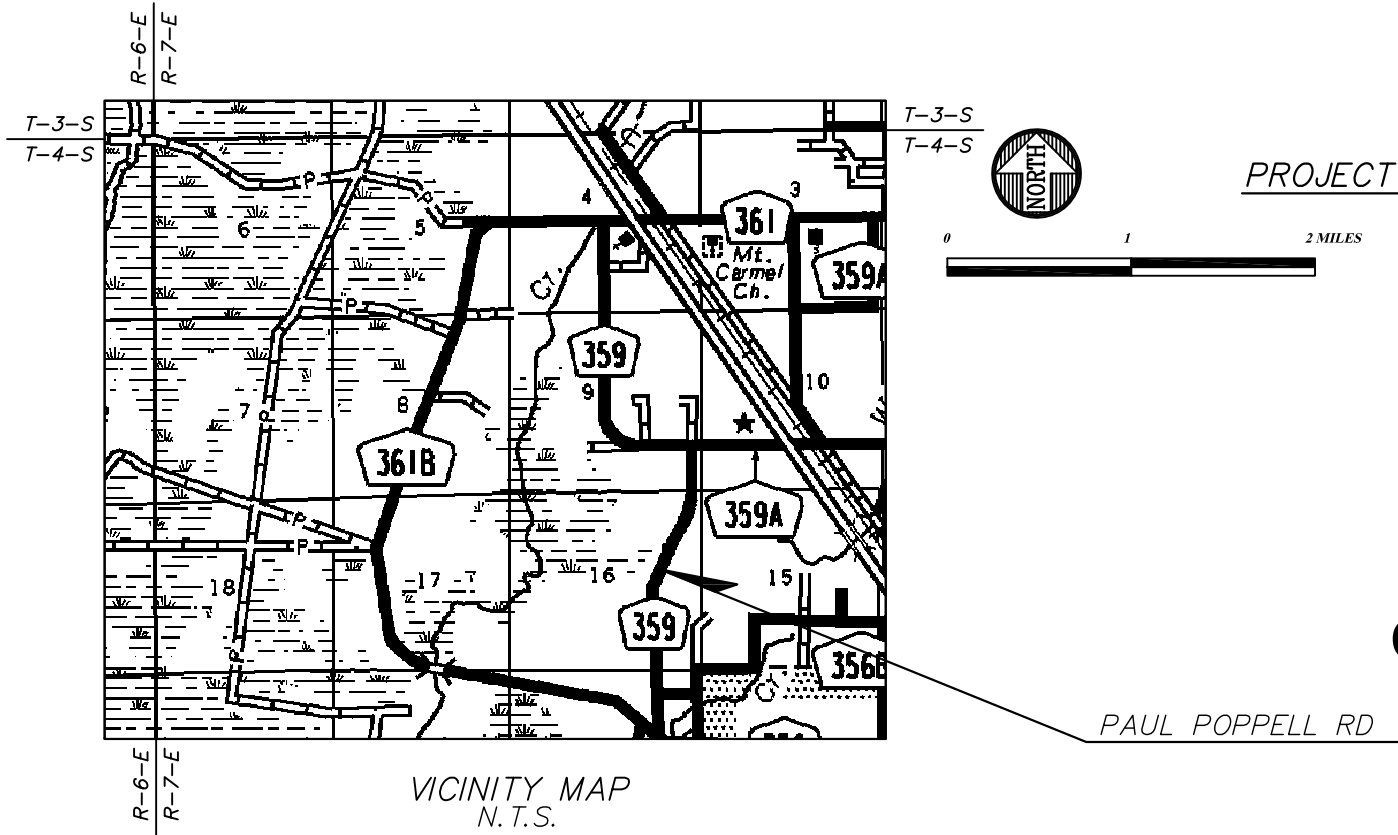 R-6-E
R-7-E
T-3-S
T-4-S
T-3-S
T-4-S
NORTH
PROJECT
0 1 2 MILES
4
3
361
6
5
P
P
Mt.
Carmel
Ch.
359A
Cr.
P
359
10
9
8
7
P
361B
359A
P
P
16
15
17
18
359
P
356B
Cr
PAUL POPPELL RD
R-6-E
R-7-E
VICINITY MAP
N.T.S.